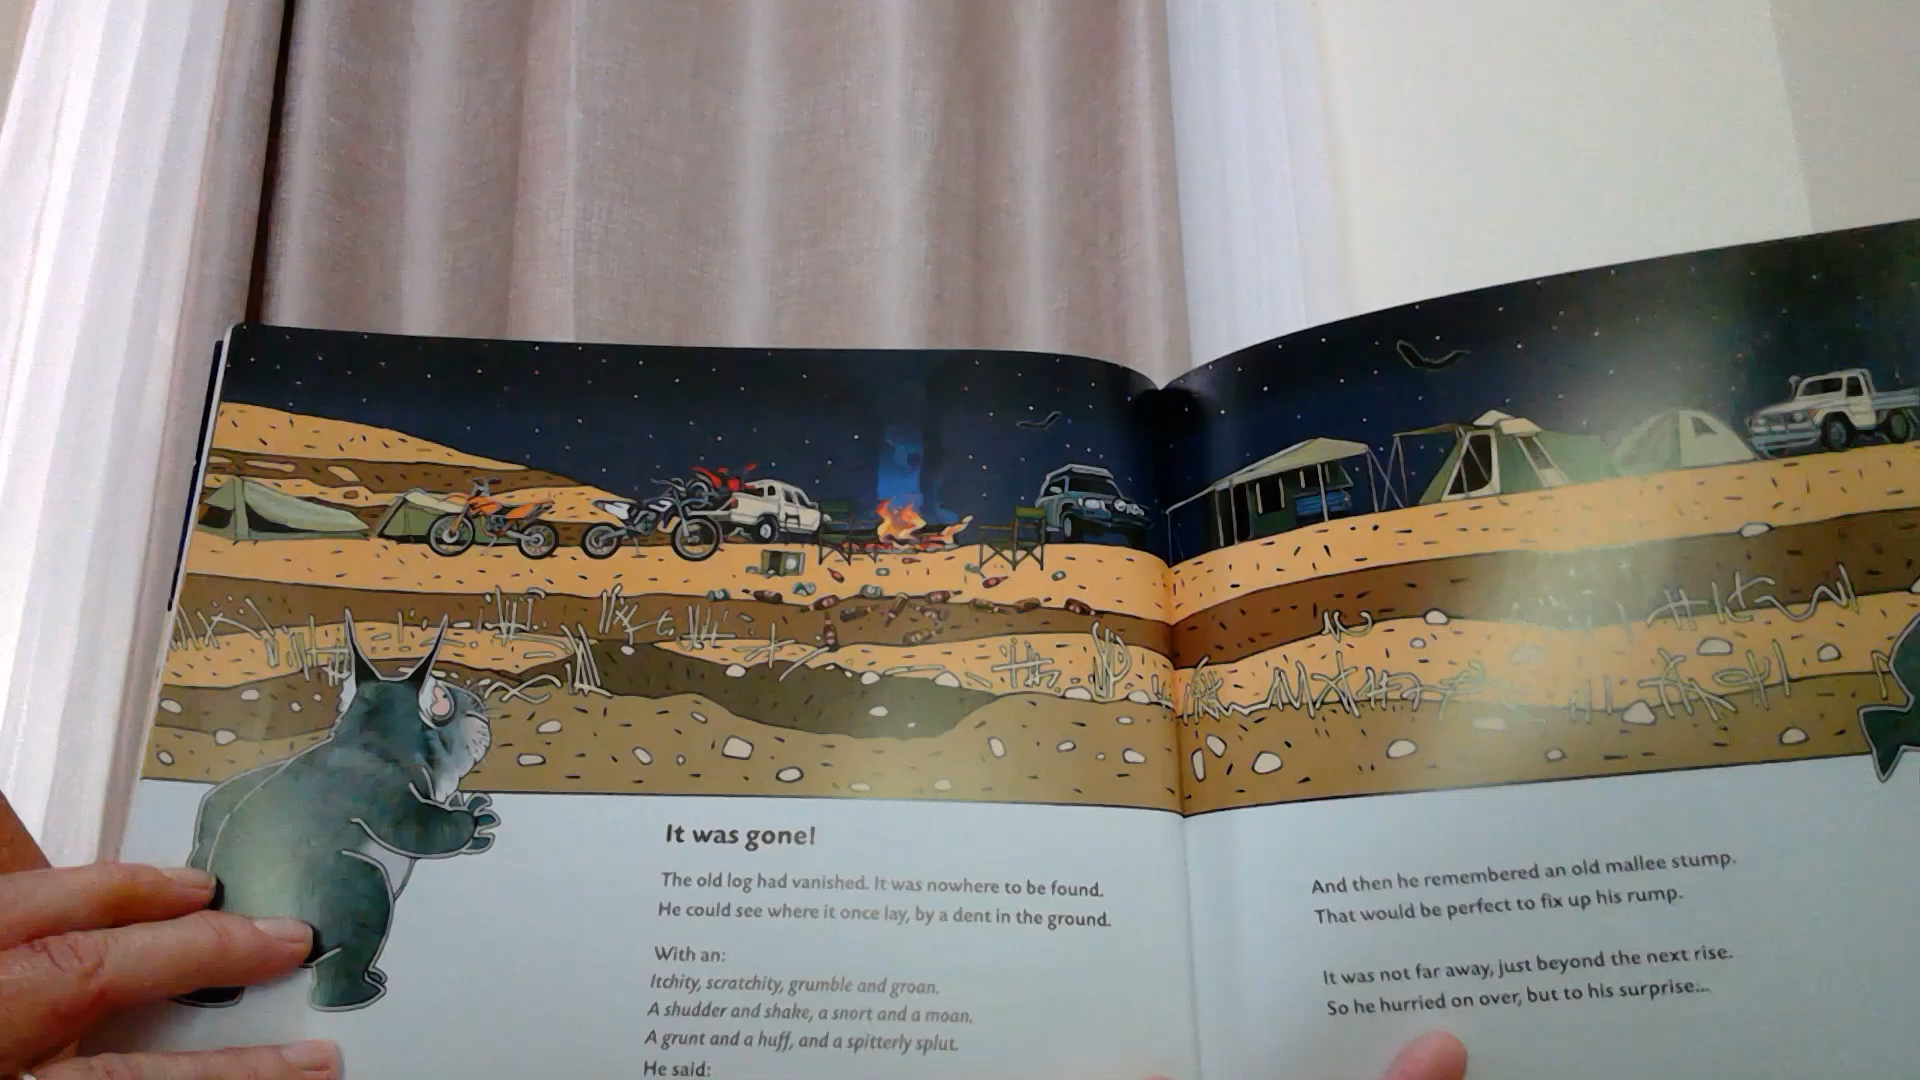 It was gone!
The old log had vanished. It was nowhere to be found.
He could see where it once lay, by a dent in the ground.
With an:
Itchity, scratchity, grumble and groan.
A shudder and shake, a snort and a moan.
A grunt and a huff, and a spitterly splut.
He said:
And then he remembered an old mallee stump.
That would be perfect to fix up his rump.
It was not far away, just beyond the next rise.
So he hurried on over, but to his surprise...